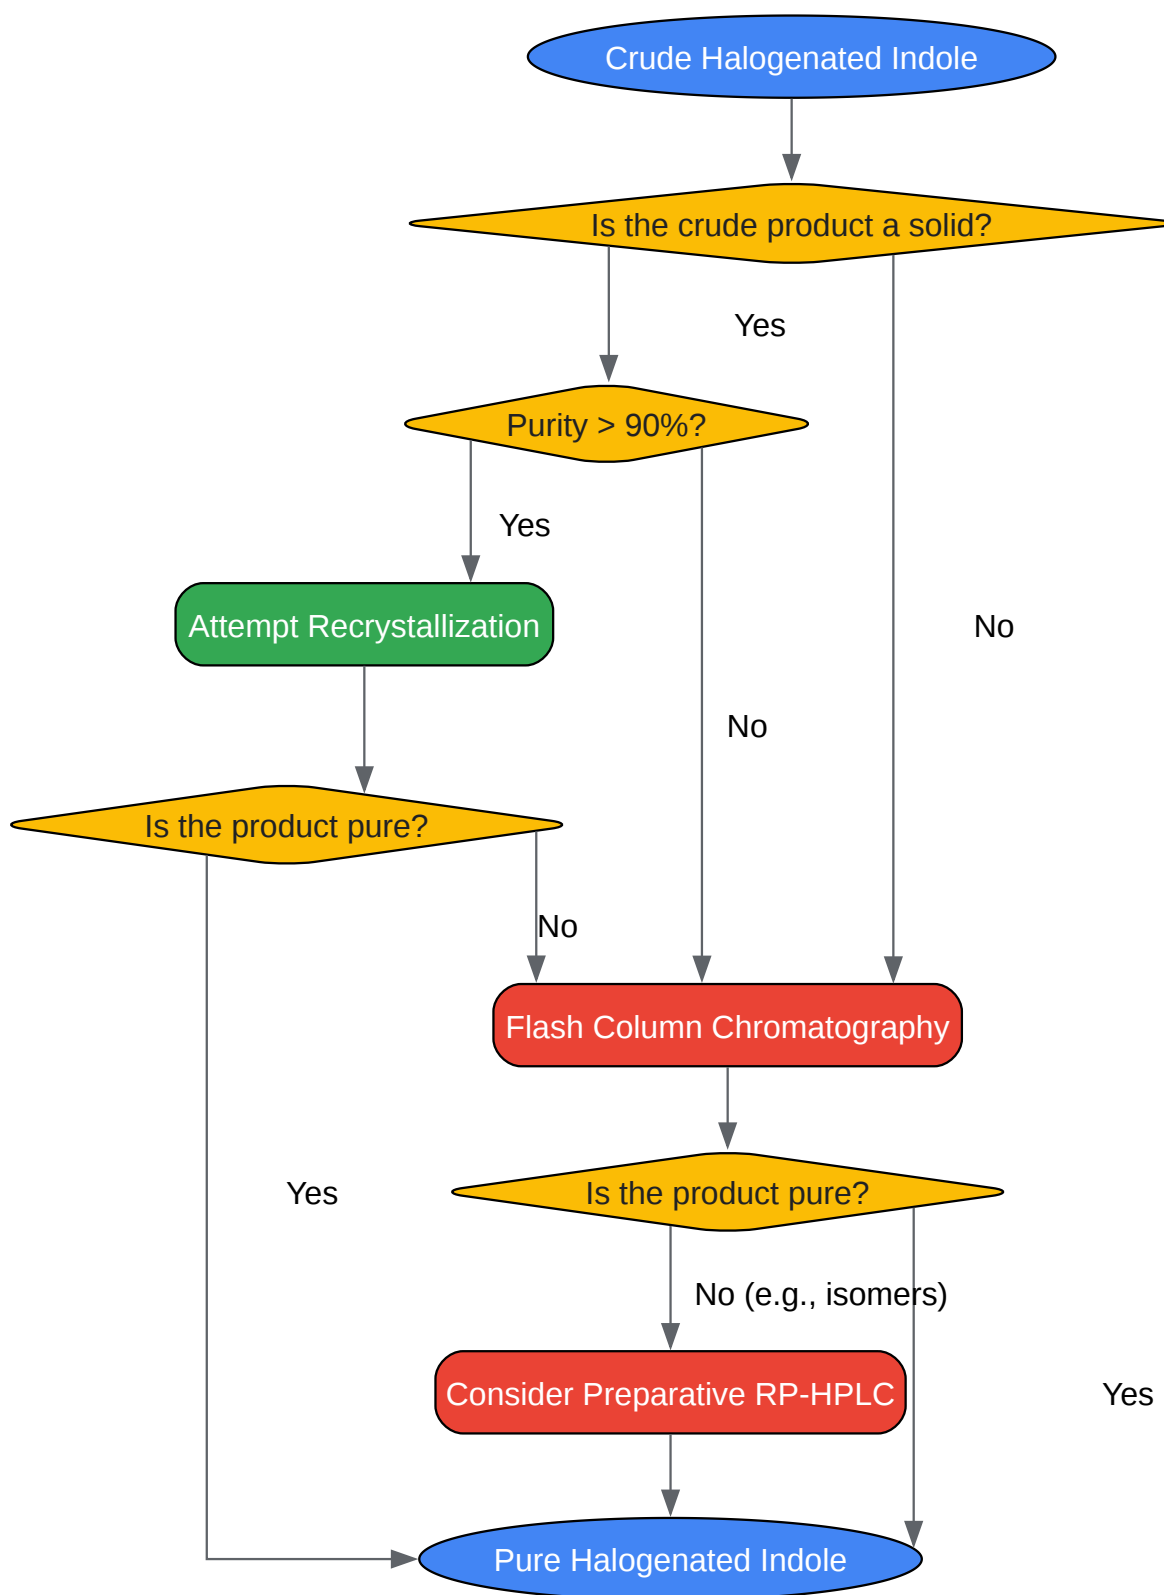 Crude Halogenated Indole
Is the crude product a solid?
Yes
Purity > 90%?
Yes
Attempt Recrystallization
No
No
Is the product pure?
No
Flash Column Chromatography
Yes
Is the product pure?
No (e.g., isomers)
Consider Preparative RP-HPLC
Yes
Pure Halogenated Indole